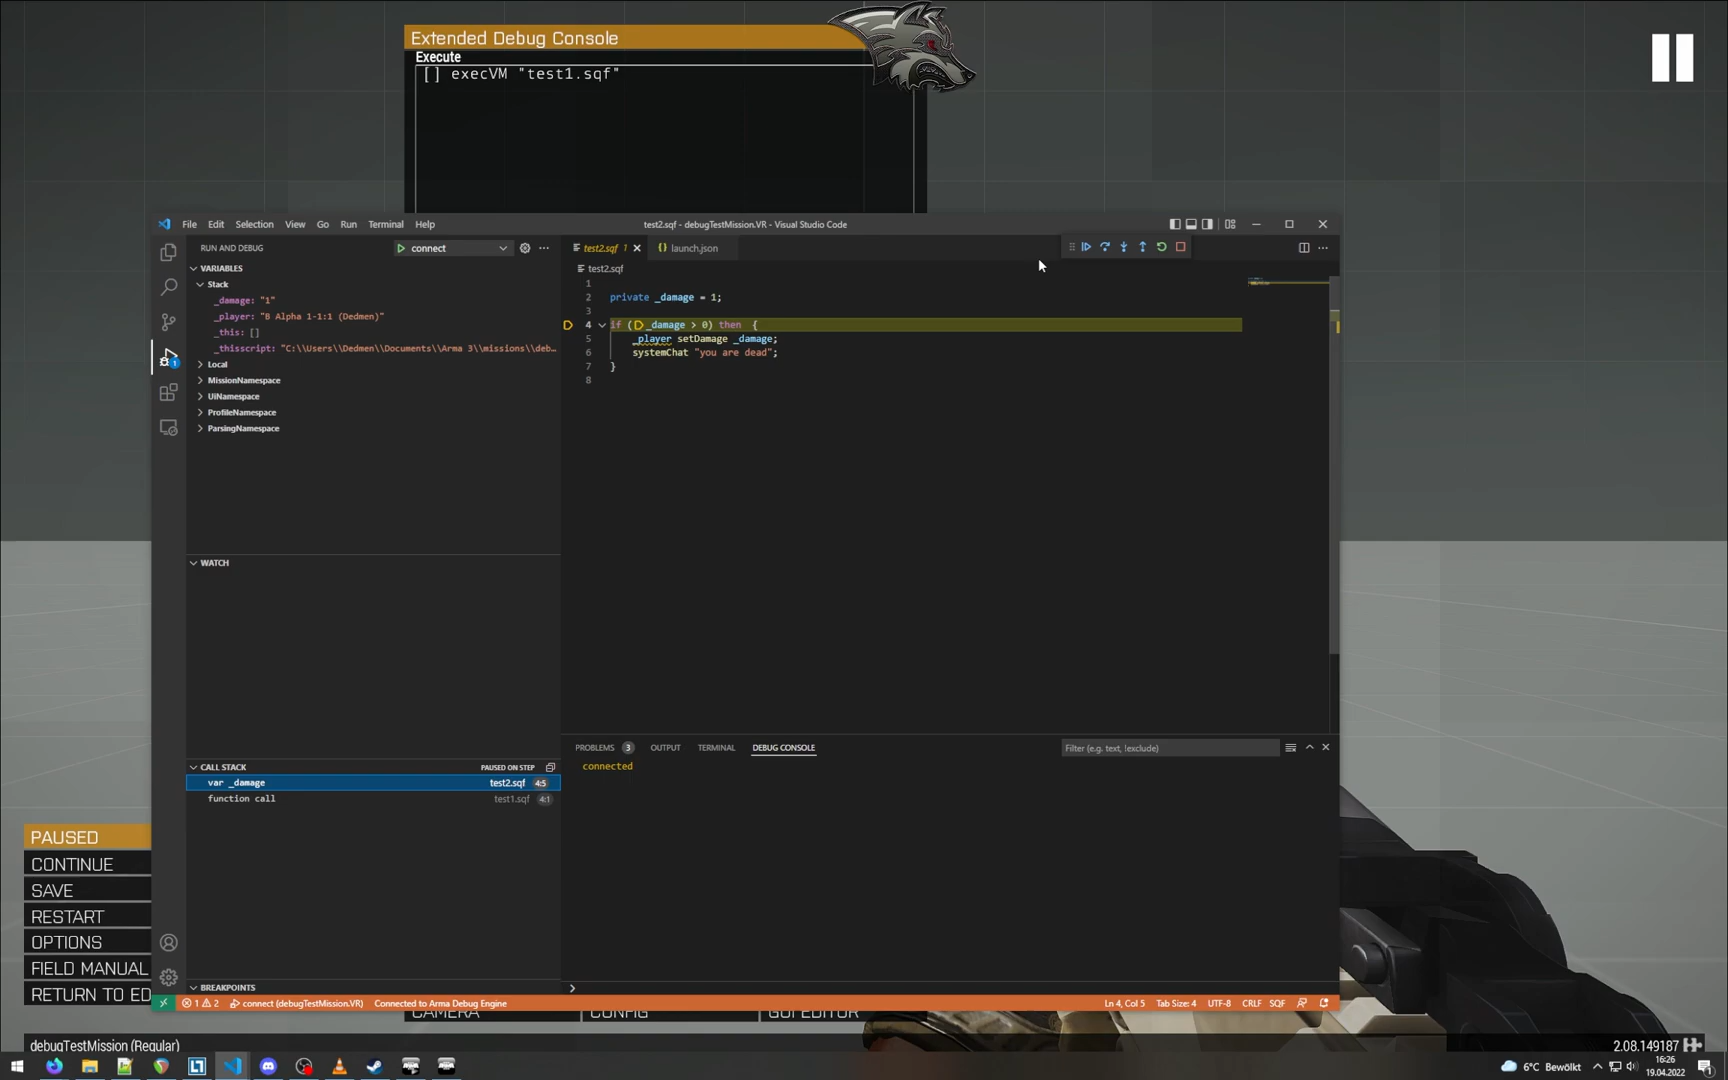 Extended Debug Console
Execute
[] execVM "test1.sqf"
File Edit Selection View Go Run Terminal Help
test2.sqf - debugTestMission.VR - Visual Studio Code
RUN AND DEBUG
connect
test2.sqf 1
launch.json
VARIABLES
test2.sqf
Stack
_damage: "1"
_player: "B Alpha 1-1:1 (Dedmen)"
_this: []
_thisscript: "C:\\Users\\Dedmen\\Documents\\Arma 3\\missions\\deb…
Local
MissionNamespace
UiNamespace
ProfileNamespace
ParsingNamespace
1
2 private _damage = 1;
3
4 if (_damage > 0) then {
5 _player setDamage _damage;
6 systemChat "you are dead";
7 }
8
WATCH
PROBLEMS 3 OUTPUT TERMINAL DEBUG CONSOLE
Filter (e.g. text, !exclude)
connected
CALL STACK PAUSED ON STEP
var _damage test2.sqf 4:5
function call test1.sqf 4:1
BREAKPOINTS
1 2 connect (debugTestMission.VR) Connected to Arma Debug Engine
Ln 4, Col 5 Tab Size: 4 UTF-8 CRLF SQF
PAUSED
CONTINUE
SAVE
RESTART
OPTIONS
FIELD MANUAL
RETURN TO ED
CAMERA CONFIG GUI EDITOR
debugTestMission (Regular)
2.08.149187
6°C Bewölkt
16:26
19.04.2022